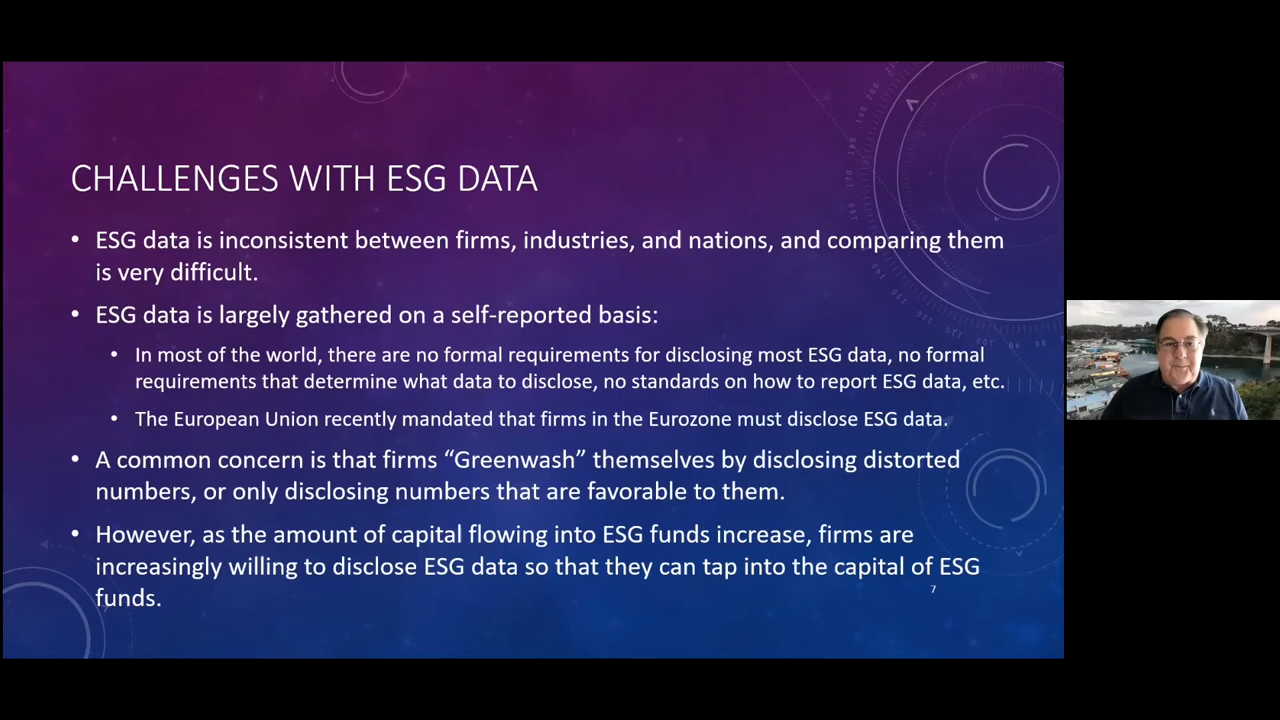 CHALLENGES WITH ESG DATA
• ESG data is inconsistent between firms, industries, and nations, and comparing them
is very difficult.
• ESG data is largely gathered on a self-reported basis:
• In most of the world, there are no formal requirements for disclosing most ESG data, no formal
requirements that determine what data to disclose, no standards on how to report ESG data, etc.
• The European Union recently mandated that firms in the Eurozone must disclose ESG data.
• A common concern is that firms “Greenwash” themselves by disclosing distorted
numbers, or only disclosing numbers that are favorable to them.
• However, as the amount of capital flowing into ESG funds increase, firms are
increasingly willing to disclose ESG data so that they can tap into the capital of ESG
funds.
7